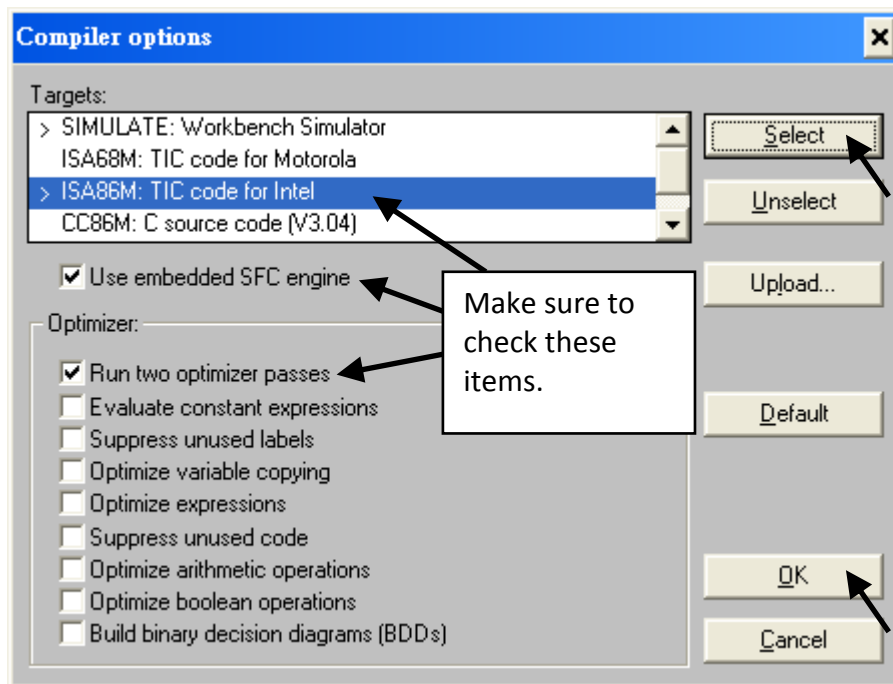 Compiler options
Targets:
> SIMULATE: Workbench Simulator
ISA68M: TIC code for Motorola
> ISA86M: TIC code for Intel
CC86M: C source code (V3.04)
Select
Unselect
Upload...
Use embedded SFC engine
Make sure to
check these
items.
Optimizer:
Run two optimizer passes
Evaluate constant expressions
Suppress unused labels
Optimize variable copying
Optimize expressions
Suppress unused code
Optimize arithmetic operations
Optimize boolean operations
Build binary decision diagrams (BDDs)
Default
OK
Cancel